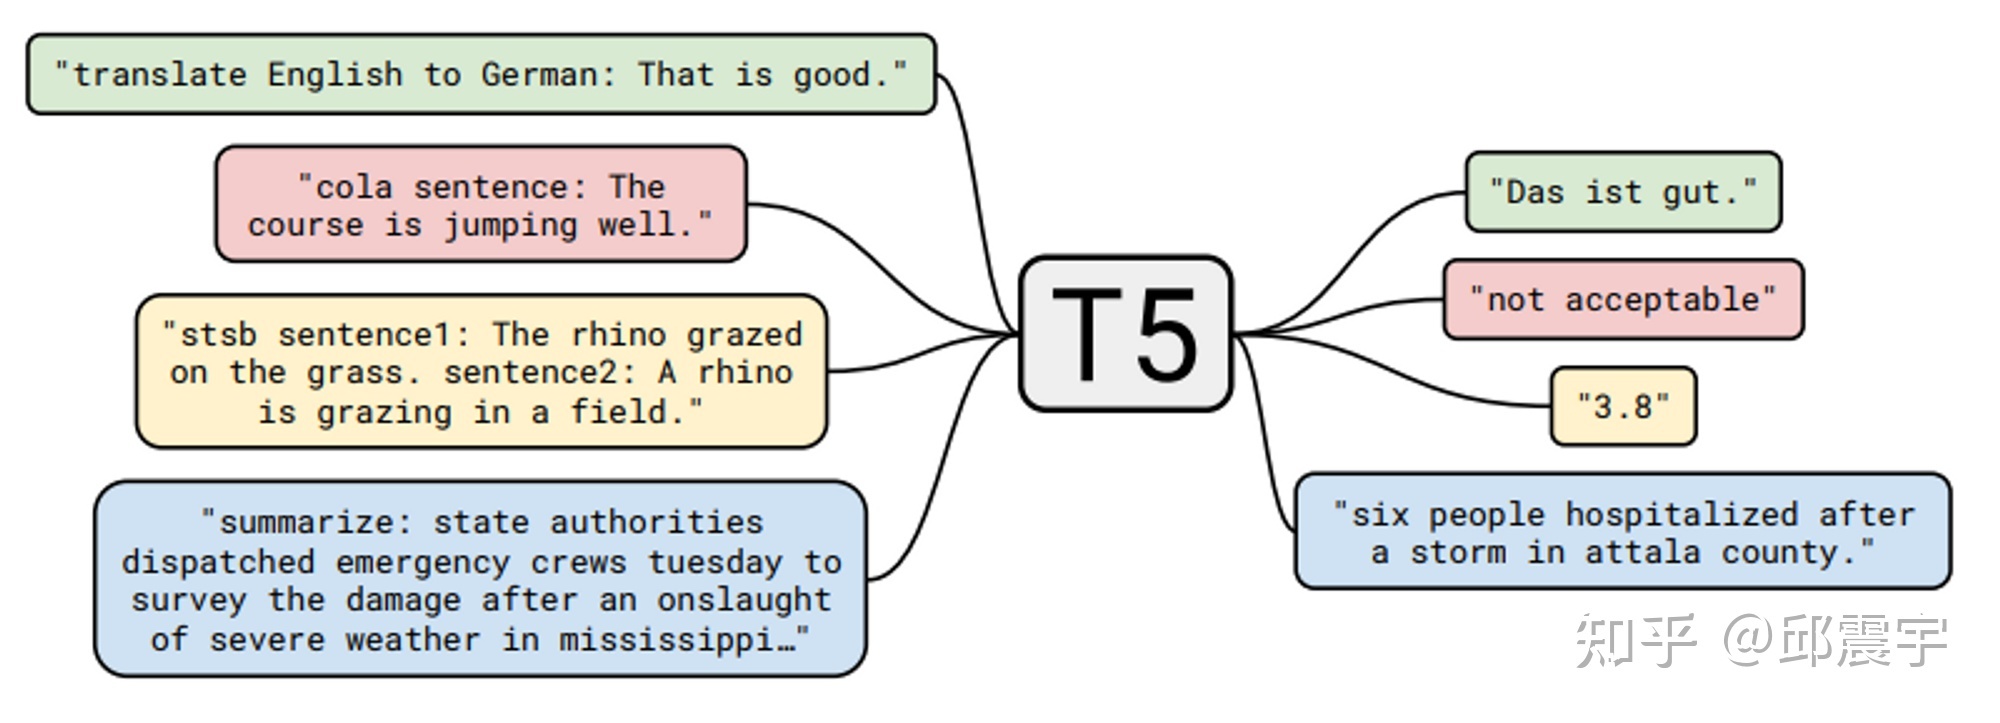 "translate English to German: That is good."
"cola sentence: The
course is jumping well."
"stsb sentence1: The rhino grazed
on the grass. sentence2: A rhino
is grazing in a field."
"summarize: state authorities
dispatched emergency crews tuesday to
survey the damage after an onslaught
of severe weather in mississippi…"
T5
"Das ist gut."
"not acceptable"
"3.8"
"six people hospitalized after
a storm in attala county."
知乎 @邱震宇